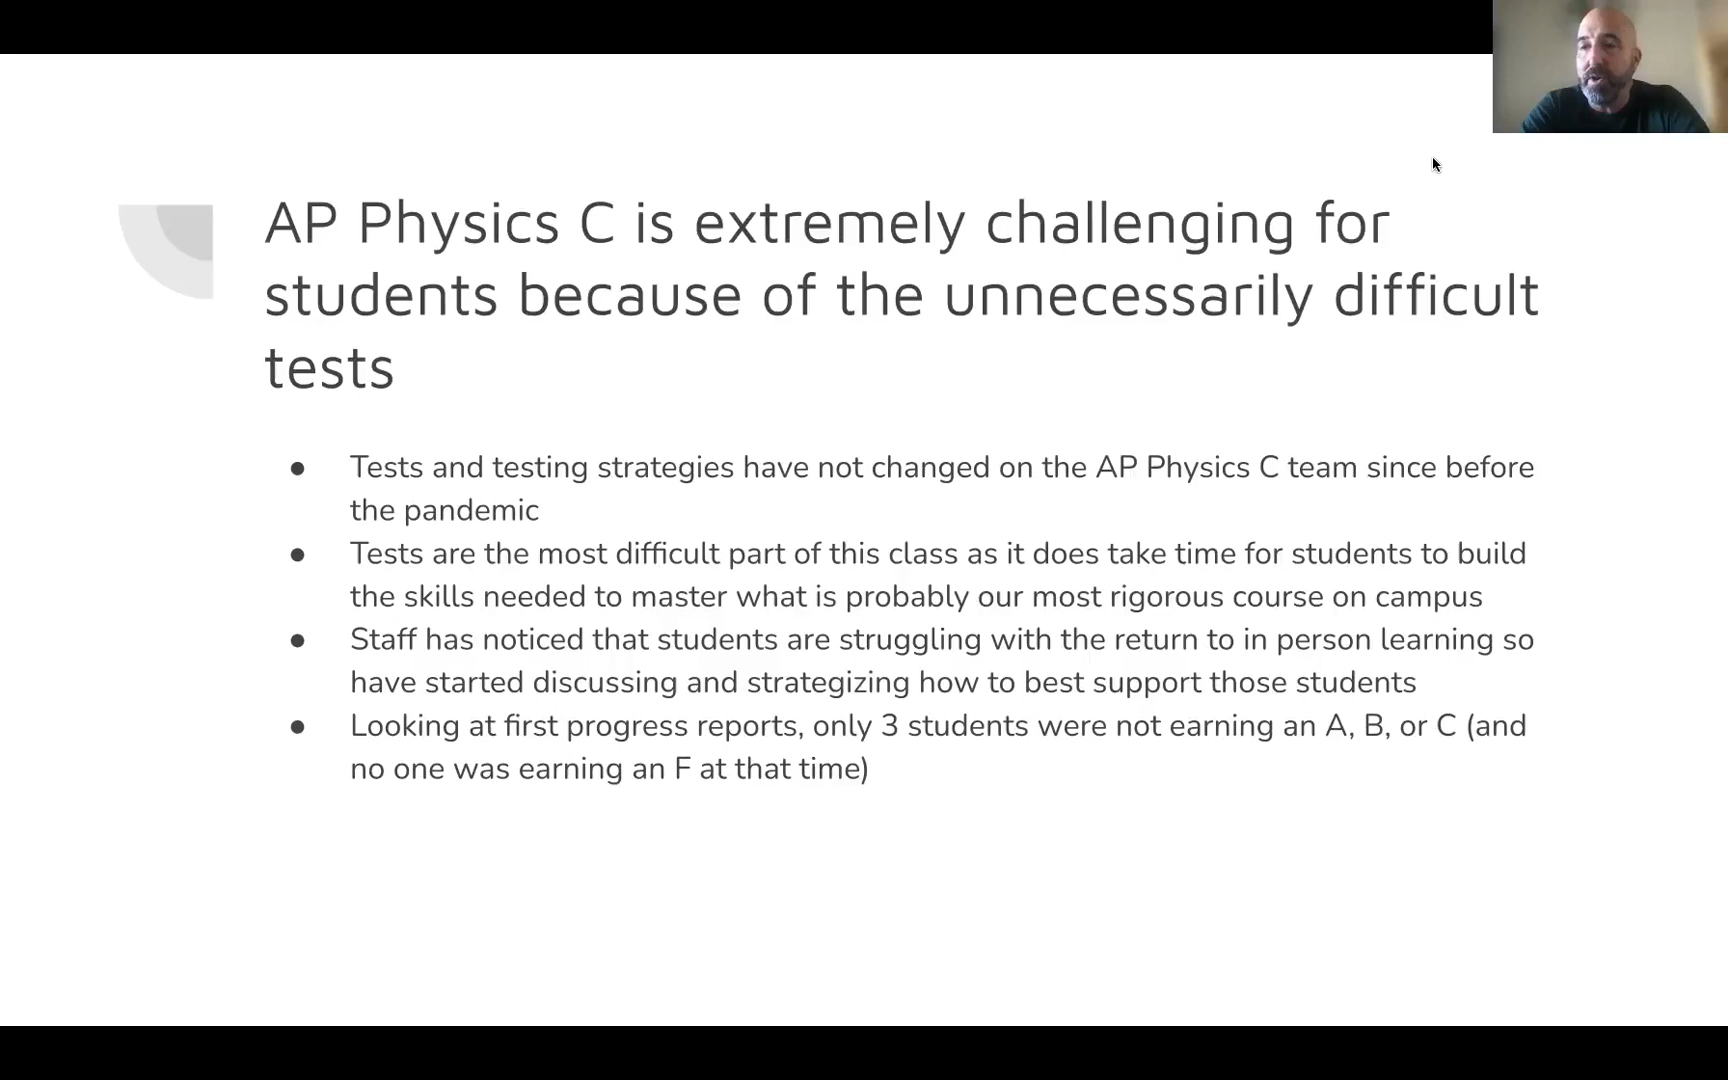 AP Physics C is extremely challenging for
students because of the unnecessarily difficult
tests
● Tests and testing strategies have not changed on the AP Physics C team since before
the pandemic
● Tests are the most difficult part of this class as it does take time for students to build
the skills needed to master what is probably our most rigorous course on campus
● Staff has noticed that students are struggling with the return to in person learning so
have started discussing and strategizing how to best support those students
● Looking at first progress reports, only 3 students were not earning an A, B, or C (and
no one was earning an F at that time)